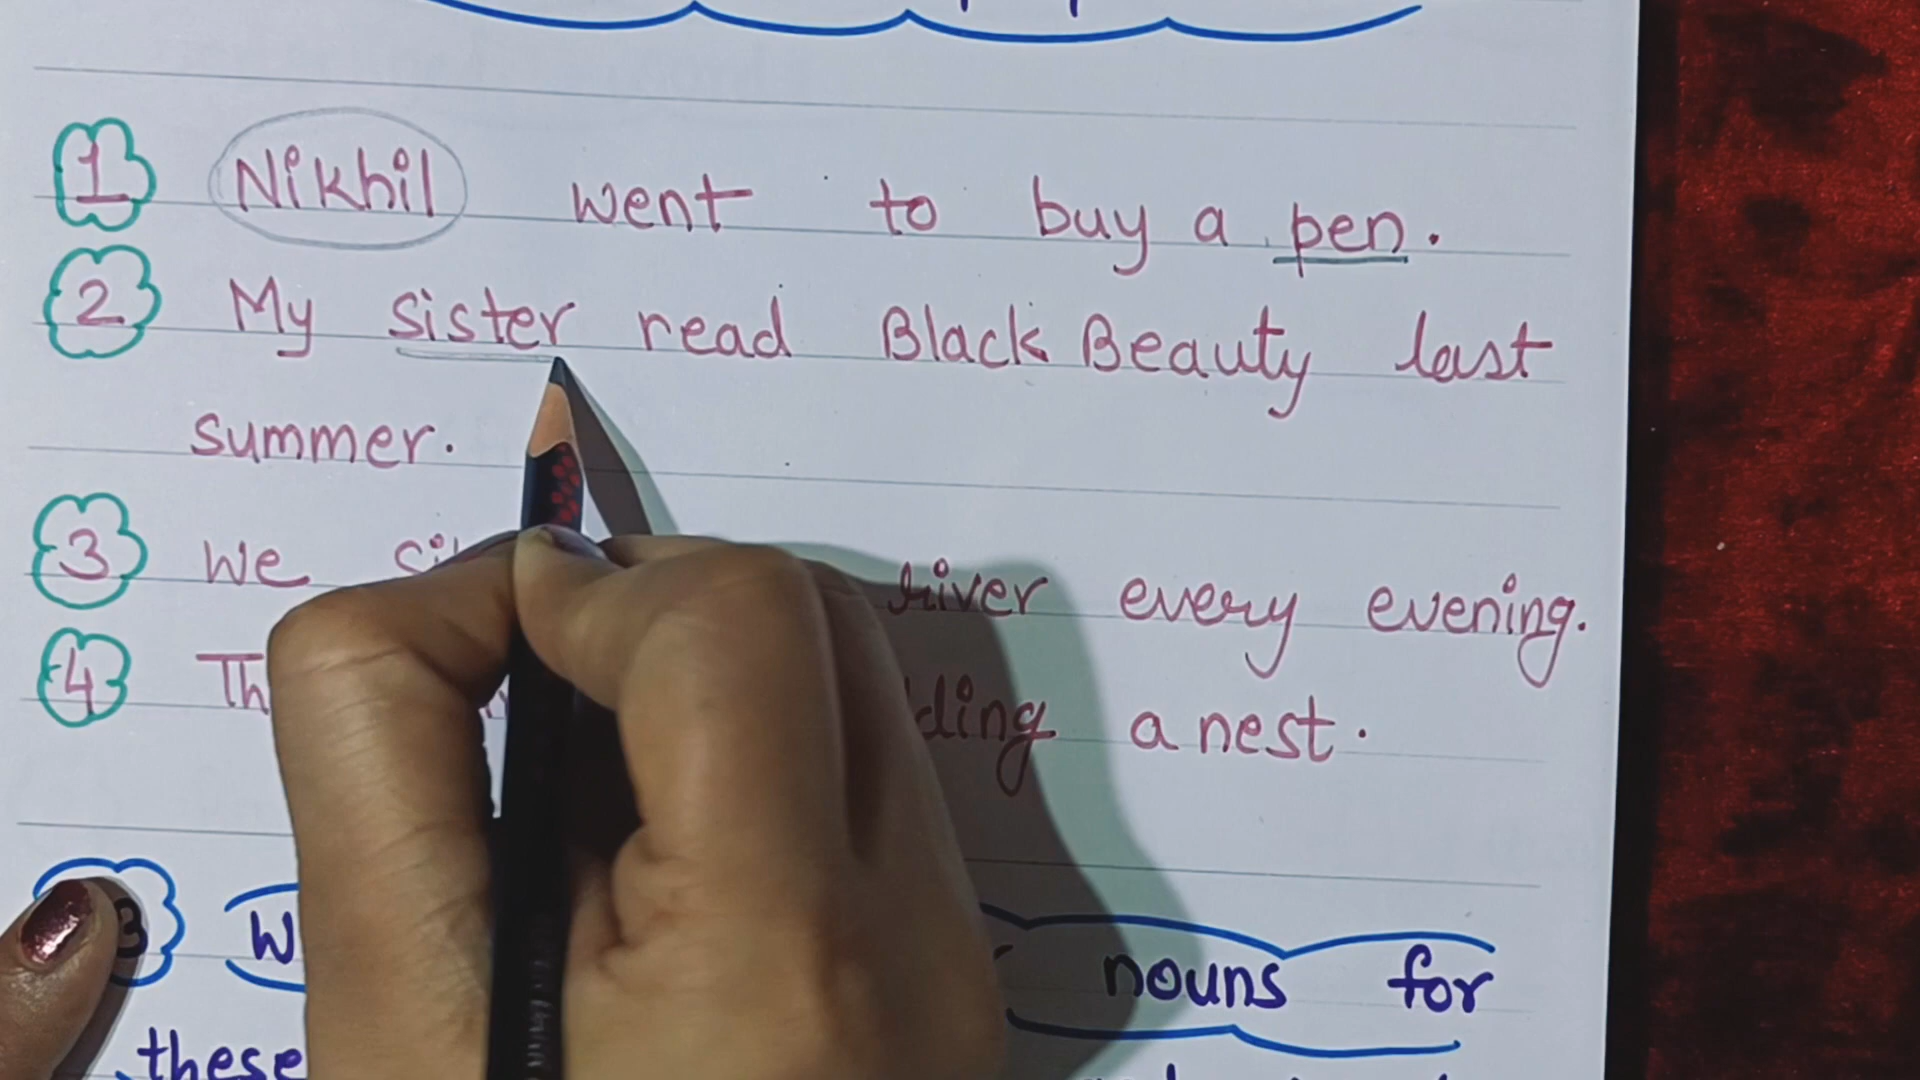 1 Nikhil went to buy a pen.
2 My sister read Black Beauty last
summer.
3 We river every evening.
4 a nest.
nouns for
these